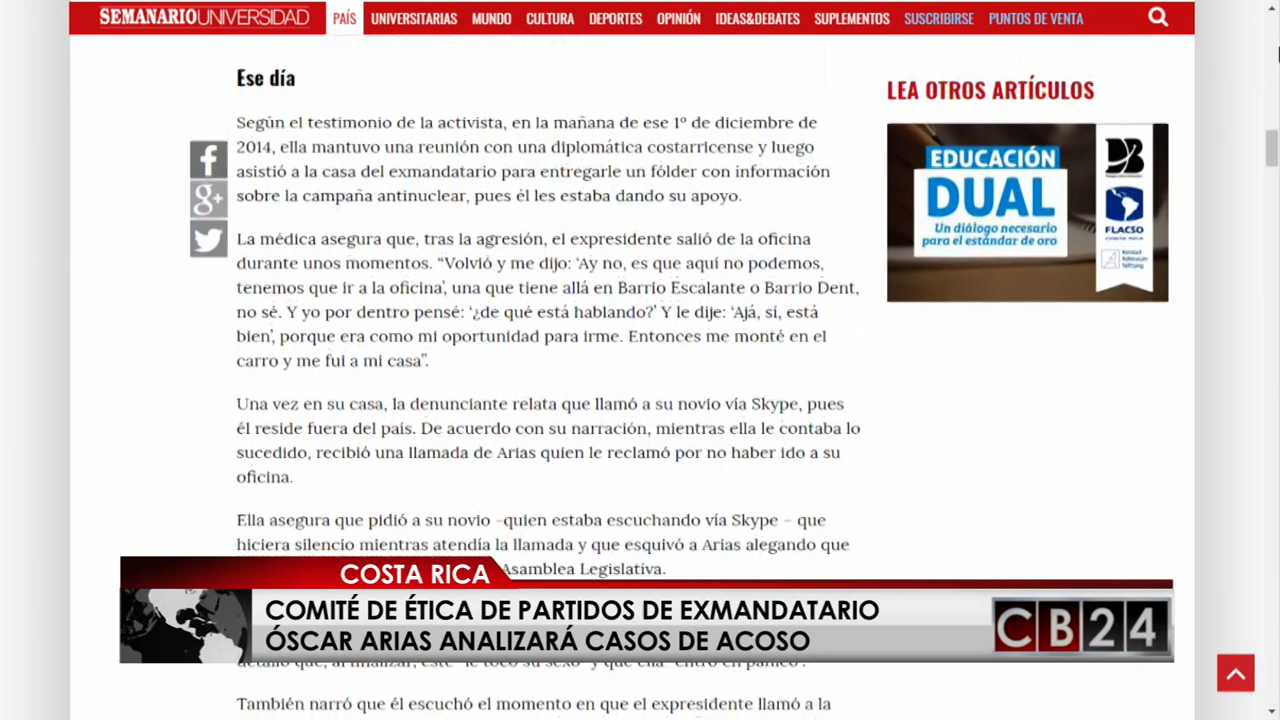 SEMANARIOUNIVERSIDAD PAÍS UNIVERSITARIAS MUNDO CULTURA DEPORTES OPINIÓN IDEAS&DEBATES SUPLEMENTOS SUSCRIBIRSE PUNTOS DE VENTA
Ese día
Según el testimonio de la activista, en la mañana de ese 1º de diciembre de
2014, ella mantuvo una reunión con una diplomática costarricense y luego
asistió a la casa del exmandatario para entregarle un fólder con información
sobre la campaña antinuclear, pues él les estaba dando su apoyo.
La médica asegura que, tras la agresión, el expresidente salió de la oficina
durante unos momentos. “Volvió y me dijo: ‘Ay no, es que aquí no podemos,
tenemos que ir a la oficina’, una que tiene allá en Barrio Escalante o Barrio Dent,
no sé. Y yo por dentro pensé: ‘¿de qué está hablando?’ Y le dije: ‘Ajá, sí, está
bien’, porque era como mi oportunidad para irme. Entonces me monté en el
carro y me fui a mi casa”.
Una vez en su casa, la denunciante relata que llamó a su novio vía Skype, pues
él reside fuera del país. De acuerdo con su narración, mientras ella le contaba lo
sucedido, recibió una llamada de Arias quien le reclamó por no haber ido a su
oficina.
Ella asegura que pidió a su novio –quien estaba escuchando vía Skype – que
hiciera silencio mientras atendía la llamada y que esquivó a Arias alegando que
Asamblea Legislativa.
También narró que él escuchó el momento en que el expresidente llamó a la
LEA OTROS ARTÍCULOS
EDUCACIÓN
DUAL
Un diálogo necesario
para el estándar de oro
FLACSO
COSTA RICA
COMITÉ DE ÉTICA DE PARTIDOS DE EXMANDATARIO
ÓSCAR ARIAS ANALIZARÁ CASOS DE ACOSO
CB24